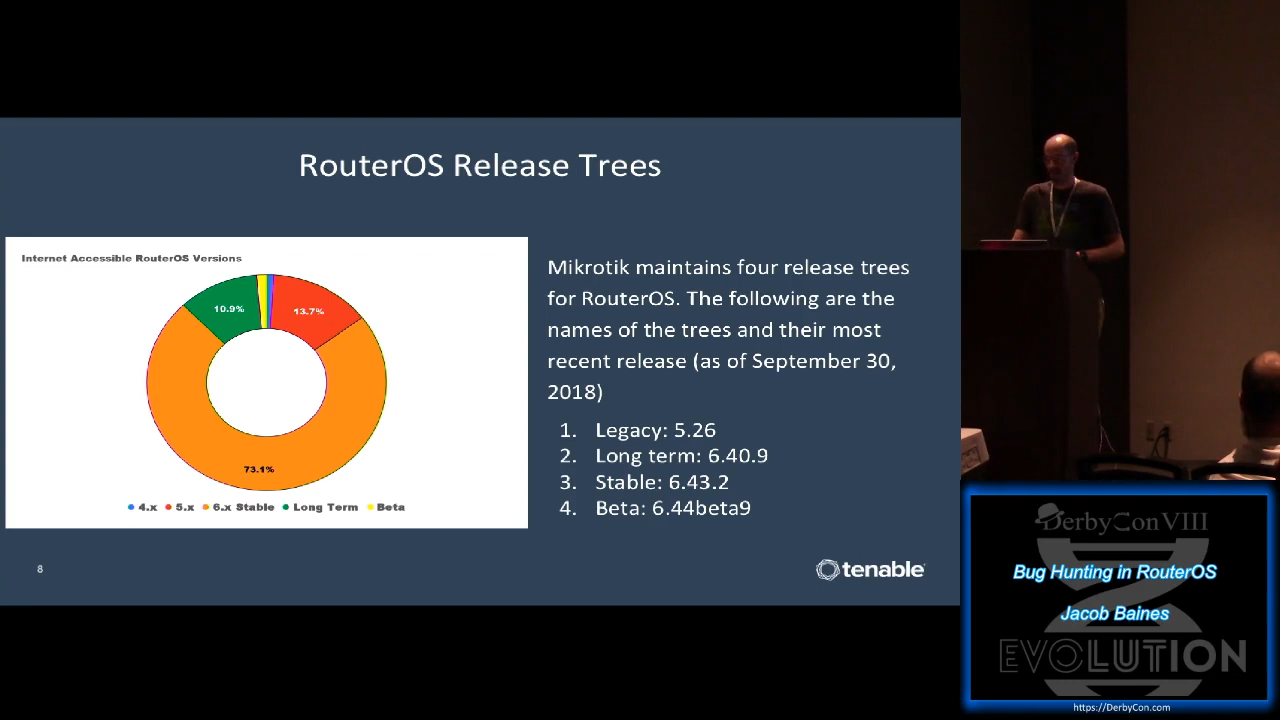 RouterOS Release Trees
Internet Accessible RouterOS Versions
10.9%
13.7%
73.1%
4.x 5.x 6.x Stable Long Term Beta
Mikrotik maintains four release trees
for RouterOS. The following are the
names of the trees and their most
recent release (as of September 30,
2018)
1. Legacy: 5.26
2. Long term: 6.40.9
3. Stable: 6.43.2
4. Beta: 6.44beta9
8
tenable
DerbyCon VIII
Bug Hunting in RouterOS
Jacob Baines
EVOLUTION
https://DerbyCon.com